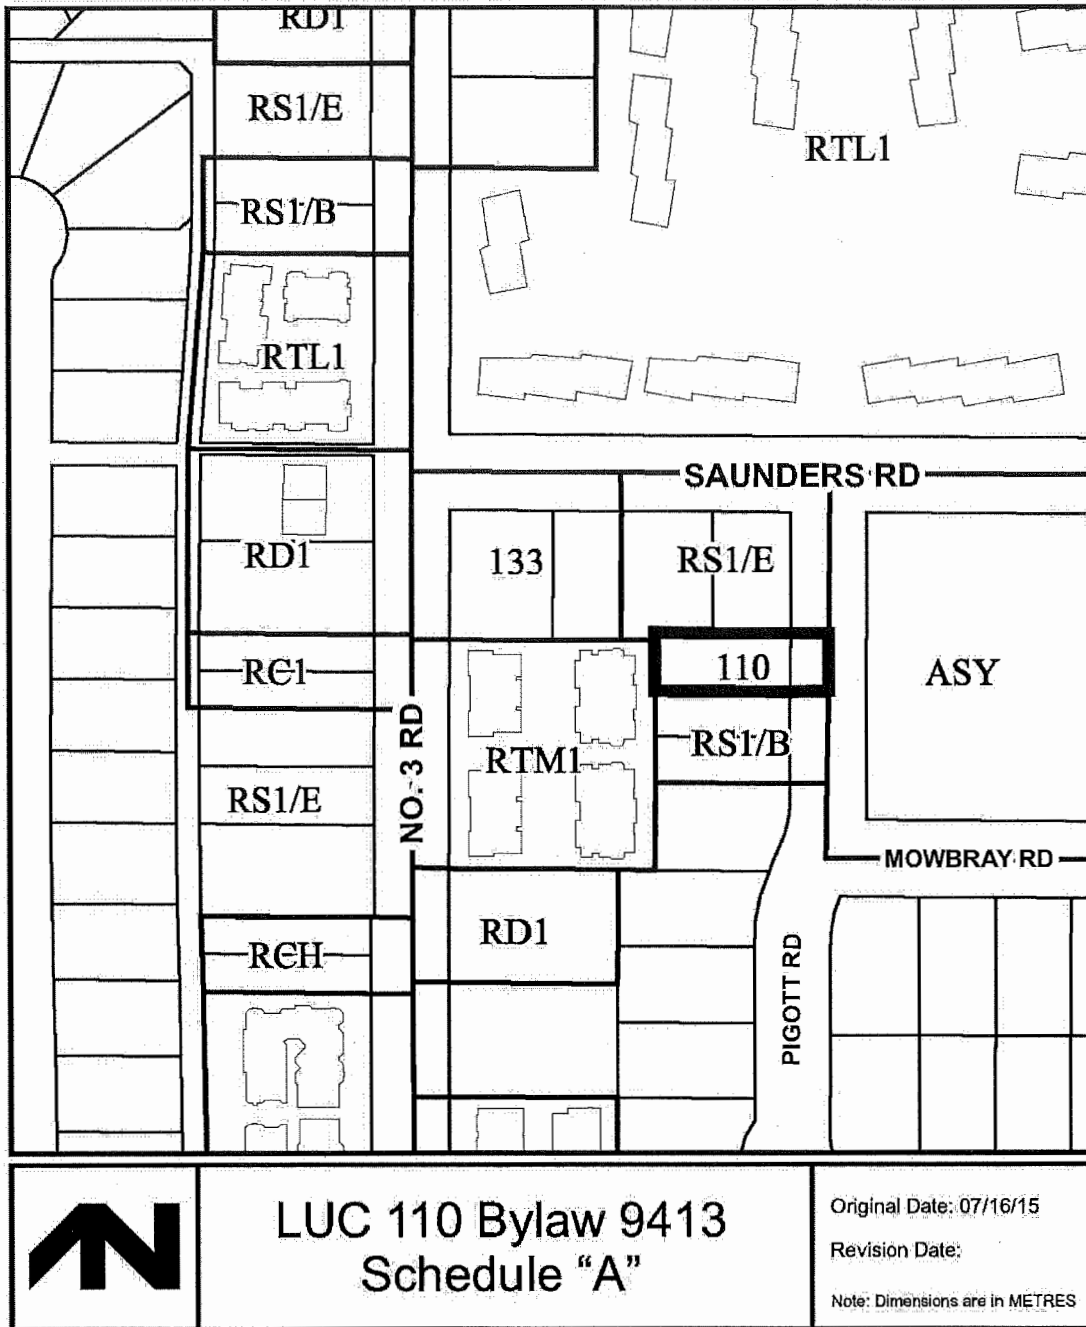 RD1
RS1/E
RTL1
RS1/B
RTL1
SAUNDERS RD
RD1
133
RS1/E
RC1
110
ASY
NO. 3 RD
RTM1
RS1/B
RS1/E
MOWBRAY RD
RD1
RCH
PIGOTT RD
LUC 110 Bylaw 9413
Schedule “A”
Original Date: 07/16/15
Revision Date:
Note: Dimensions are in METRES